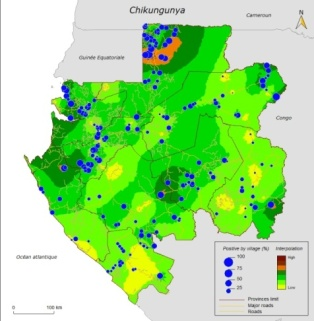 Chikungunya
Cameroun
N
Guinée Equatoriale
Congo
Océan atlantique
Positive by village (%)
Interpolation
100
High
75
50
25
Low
Provinces limit
Major roads
Roads
0
100 km